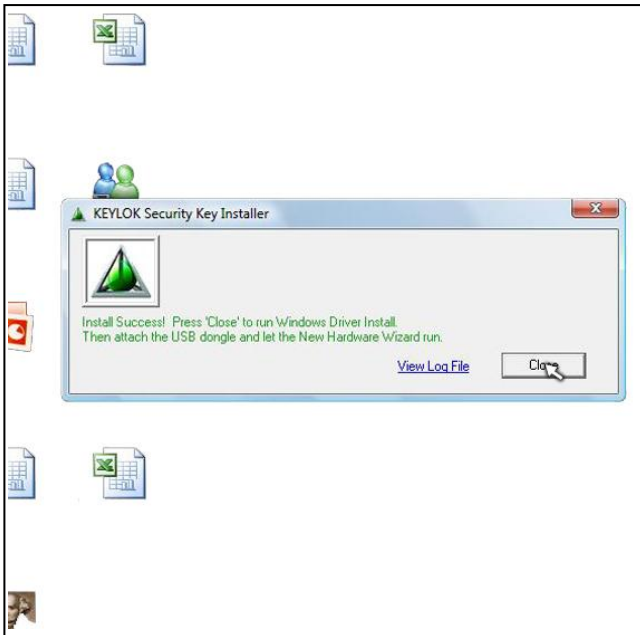 KEYLOK Security Key Installer
Install Success! Press 'Close' to run Windows Driver Install.
Then attach the USB dongle and let the New Hardware Wizard run.
View Log File
Close